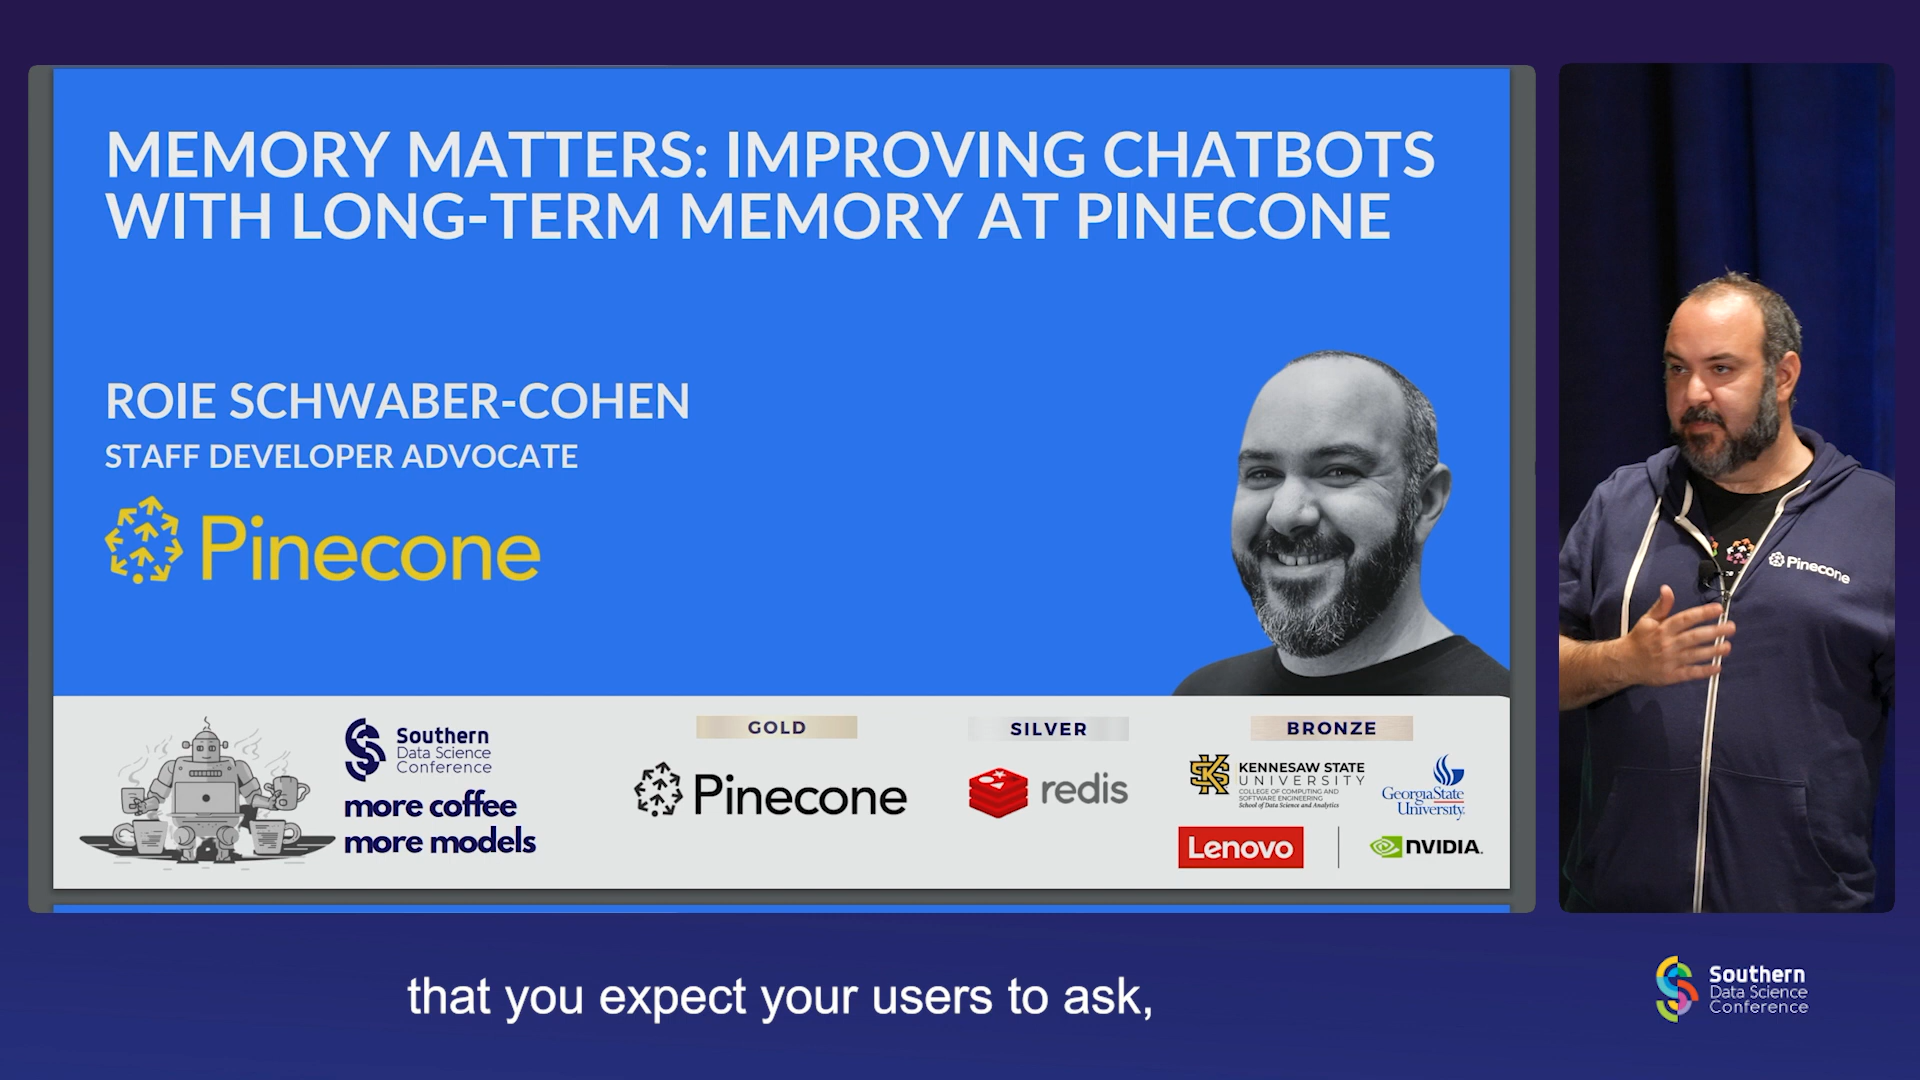 MEMORY MATTERS: IMPROVING CHATBOTS
WITH LONG-TERM MEMORY AT PINECONE
ROIE SCHWABER-COHEN
STAFF DEVELOPER ADVOCATE
Pinecone
Southern
Data Science
Conference
more coffee
more models
GOLD
Pinecone
SILVER
redis
BRONZE
KENNESAW STATE
UNIVERSITY
COLLEGE OF COMPUTING AND
SOFTWARE ENGINEERING
School of Data Science and Analytics
GeorgiaState
University
Lenovo
NVIDIA.
Pinecone
that you expect your users to ask,
Southern
Data Science
Conference